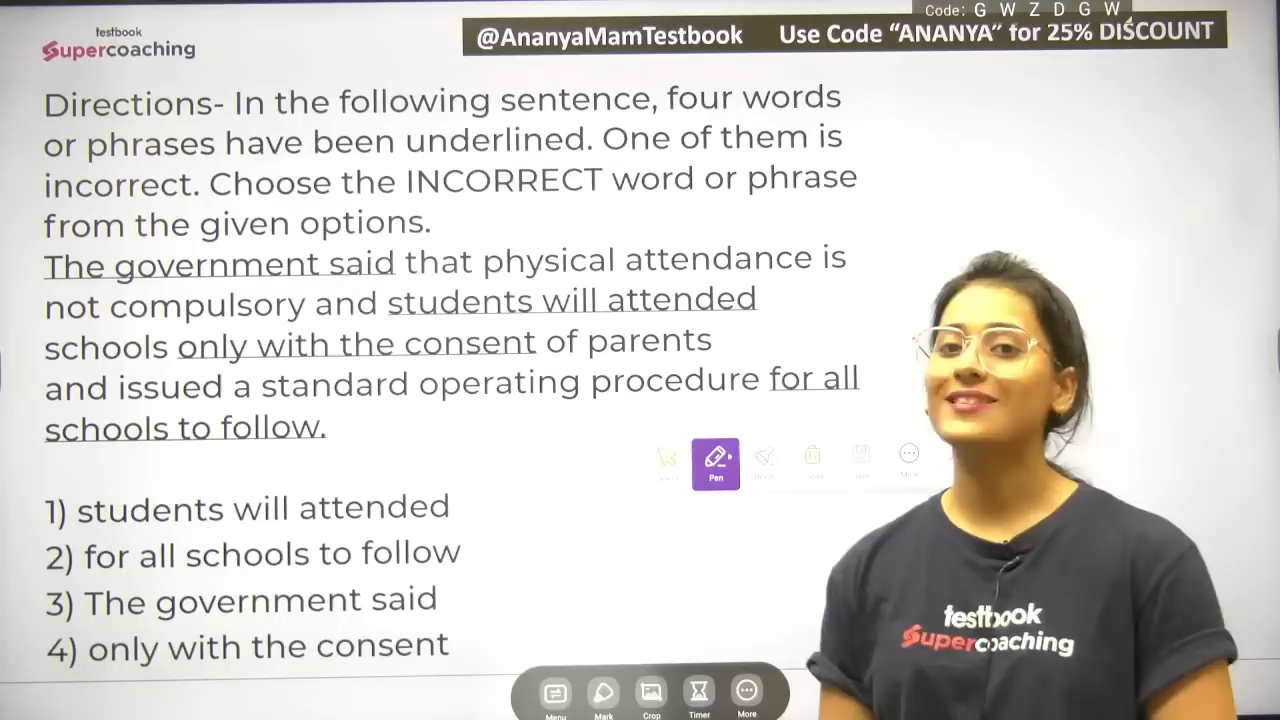 Code: G W Z D G W
testbook
Supercoaching
@AnanyaMamTestbook Use Code “ANANYA” for 25% DISCOUNT
Directions- In the following sentence, four words
or phrases have been underlined. One of them is
incorrect. Choose the INCORRECT word or phrase
from the given options.
The government said that physical attendance is
not compulsory and students will attended
schools only with the consent of parents
and issued a standard operating procedure for all
schools to follow.
Pen
1) students will attended
2) for all schools to follow
3) The government said
4) only with the consent
testbook
Supercoaching
Menu Mark Crop Timer More